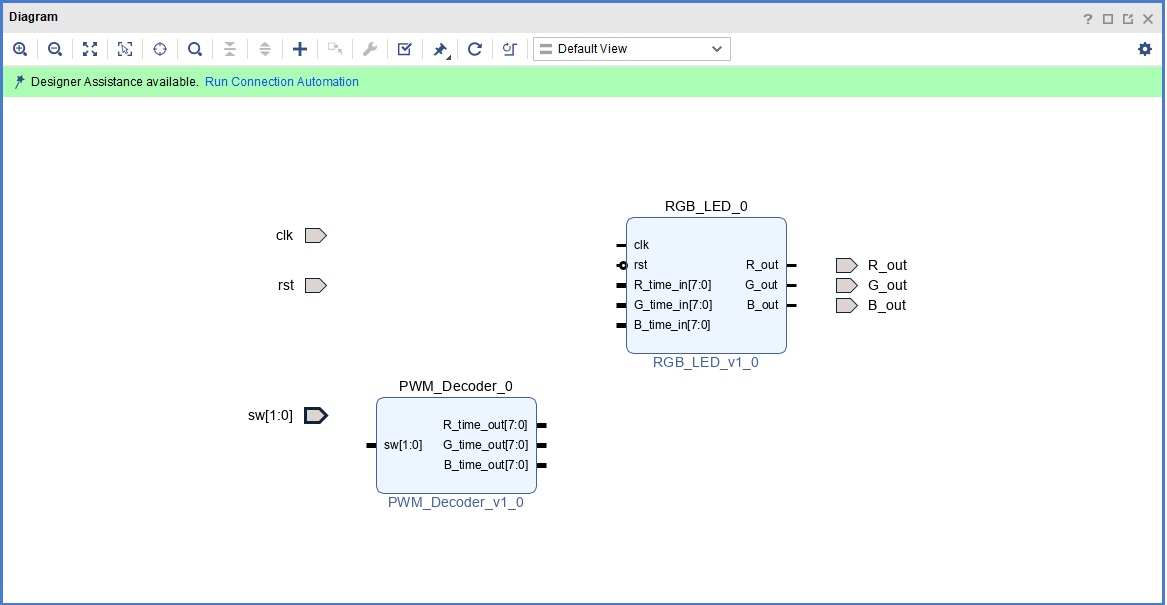 Diagram
Default View
Designer Assistance available. Run Connection Automation
RGB_LED_0
clk
rst
clk
rst
R_time_in[7:0]
G_time_in[7:0]
B_time_in[7:0]
R_out
G_out
B_out
R_out
G_out
B_out
RGB_LED_v1_0
PWM_Decoder_0
sw[1:0]
sw[1:0]
R_time_out[7:0]
G_time_out[7:0]
B_time_out[7:0]
PWM_Decoder_v1_0